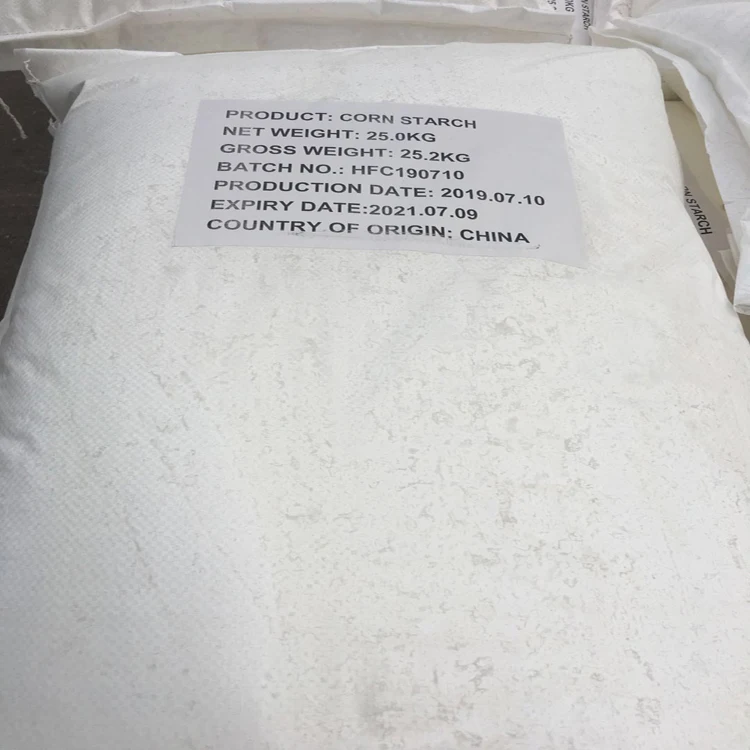 PRODUCT: CORN STARCH
NET WEIGHT: 25.0KG
GROSS WEIGHT: 25.2KG
BATCH NO.: HFC190710
PRODUCTION DATE: 2019.07.10
EXPIRY DATE:2021.07.09
COUNTRY OF ORIGIN: CHINA
STARCH